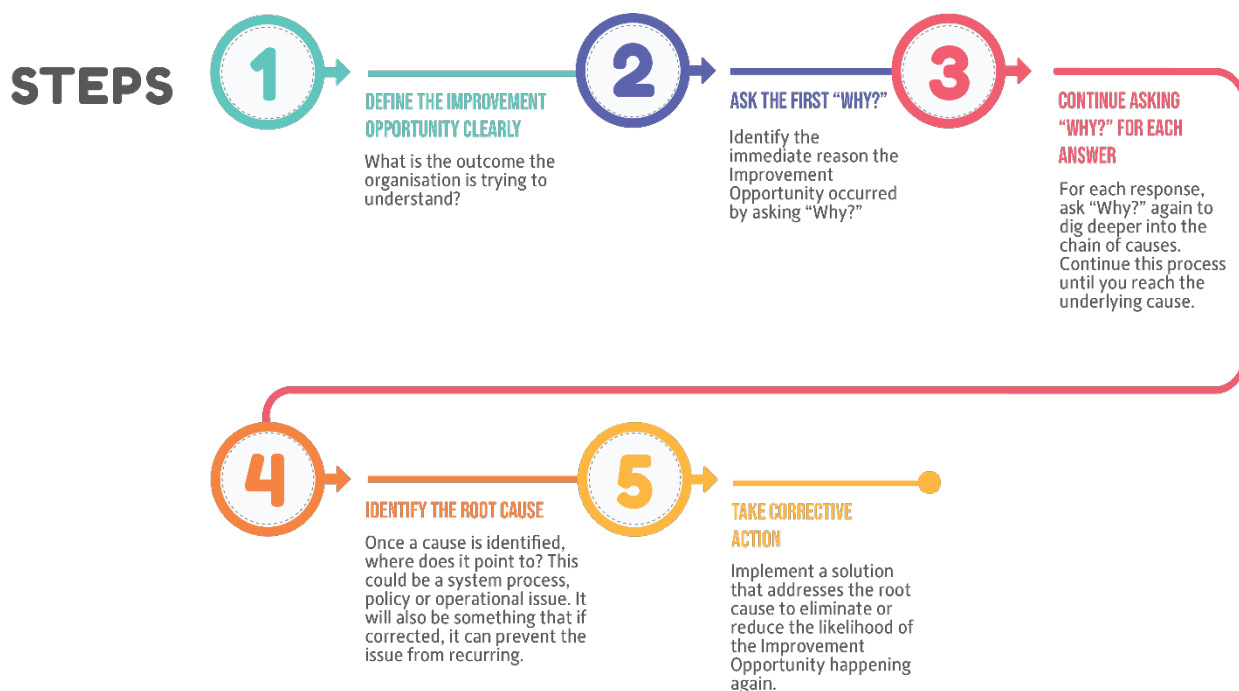 STEPS
1
DEFINE THE IMPROVEMENT
OPPORTUNITY CLEARLY
What is the outcome the
organisation is trying to
understand?
2
ASK THE FIRST “WHY?”
Identify the
immediate reason the
Improvement
Opportunity occurred
by asking “Why?”
3
CONTINUE ASKING
“WHY?” FOR EACH
ANSWER
For each response,
ask “Why?” again to
dig deeper into the
chain of causes.
Continue this process
until you reach the
underlying cause.
4
IDENTIFY THE ROOT CAUSE
Once a cause is identified,
where does it point to? This
could be a system process,
policy or operational issue. It
will also be something that if
corrected, it can prevent the
issue from recurring.
5
TAKE CORRECTIVE
ACTION
Implement a solution
that addresses the root
cause to eliminate or
reduce the likelihood of
the Improvement
Opportunity happening
again.